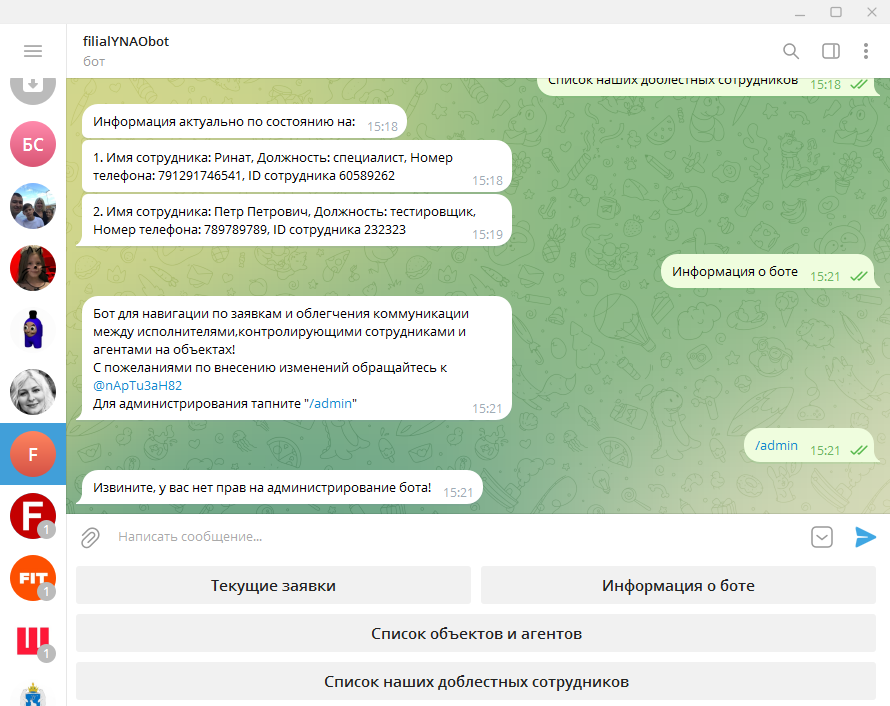 filialYNAObot
бот
Список наших доблестных сотрудников 15:18
Информация актуально по состоянию на: 15:18
1. Имя сотрудника: Ринат, Должность: специалист, Номер
телефона: 791291746541, ID сотрудника 60589262 15:18
2. Имя сотрудника: Петр Петрович, Должность: тестировщик,
Номер телефона: 789789789, ID сотрудника 232323 15:19
Информация о боте 15:21
Бот для навигации по заявкам и облегчения коммуникации
между исполнителями,контролирующими сотрудниками и
агентами на объектах!
С пожеланиями по внесению изменений обращайтесь к
@nApTu3aH82
Для администрирования тапните "/admin" 15:21
/admin 15:21
Извините, у вас нет прав на администрирование бота! 15:21
Написать сообщение...
Текущие заявки
Информация о боте
Список объектов и агентов
Список наших доблестных сотрудников
БС
F
F
1
FIT
1
Ш
1